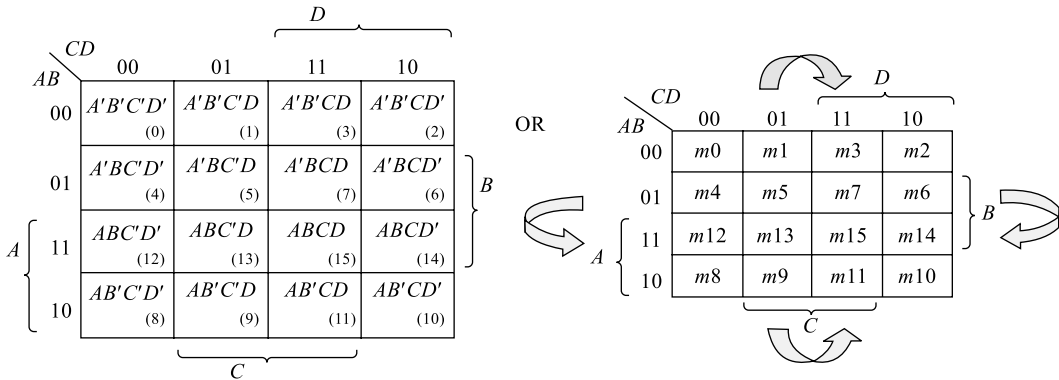 D
CD
AB
00 01 11 10
00 A'B'C'D' A'B'C'D A'B'CD A'B'CD'
(0) (1) (3) (2)
01 A'BC'D' A'BC'D A'BCD A'BCD'
(4) (5) (7) (6)
B
11 ABC'D' ABC'D ABCD ABCD'
(12) (13) (15) (14)
A
10 AB'C'D' AB'C'D AB'CD AB'CD'
(8) (9) (11) (10)
C
OR
D
CD
AB
00 01 11 10
00 m0 m1 m3 m2
01 m4 m5 m7 m6
B
11 m12 m13 m15 m14
A
10 m8 m9 m11 m10
C